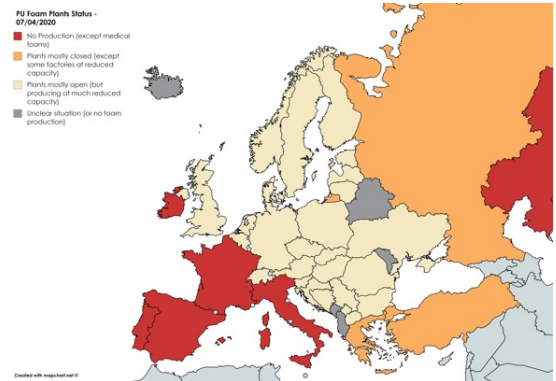 PU Foam Plants Status -
07/04/2020
No Production (except medical
foams)
Plants mostly closed (except
some factories at reduced
capacity)
Plants mostly open (but
producing at much reduced
capacity)
Unclear situation (or no foam
production)
Created with mapchart.net ©